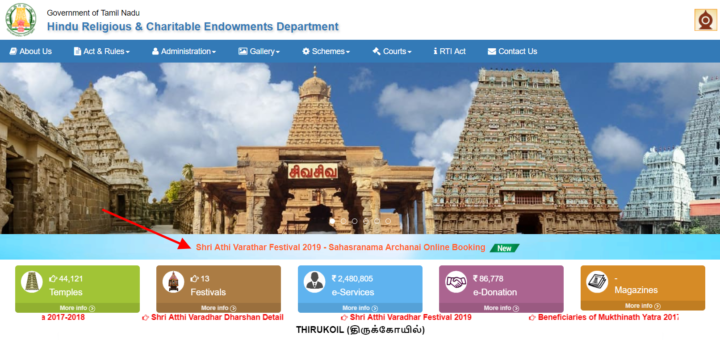 Government of Tamil Nadu
Hindu Religious & Charitable Endowments Department
About Us Act & Rules Administration Gallery Schemes Courts RTI Act Contact Us
சிவசிவ
Shri Athi Varathar Festival 2019 - Sahasranama Archanai Online Booking New
44,121 13 ₹ 2,480,805 ₹ 86,778 -
Temples Festivals e-Services e-Donation Magazines
More info More info More info More info More info
a 2017-2018 Shri Atthi Varadhar Dharshan Detail Shri Atthi Varadhar Festival 2019 Beneficiaries of Mukthinath Yatra 2017
THIRUKOIL (திருக்கோயில்)